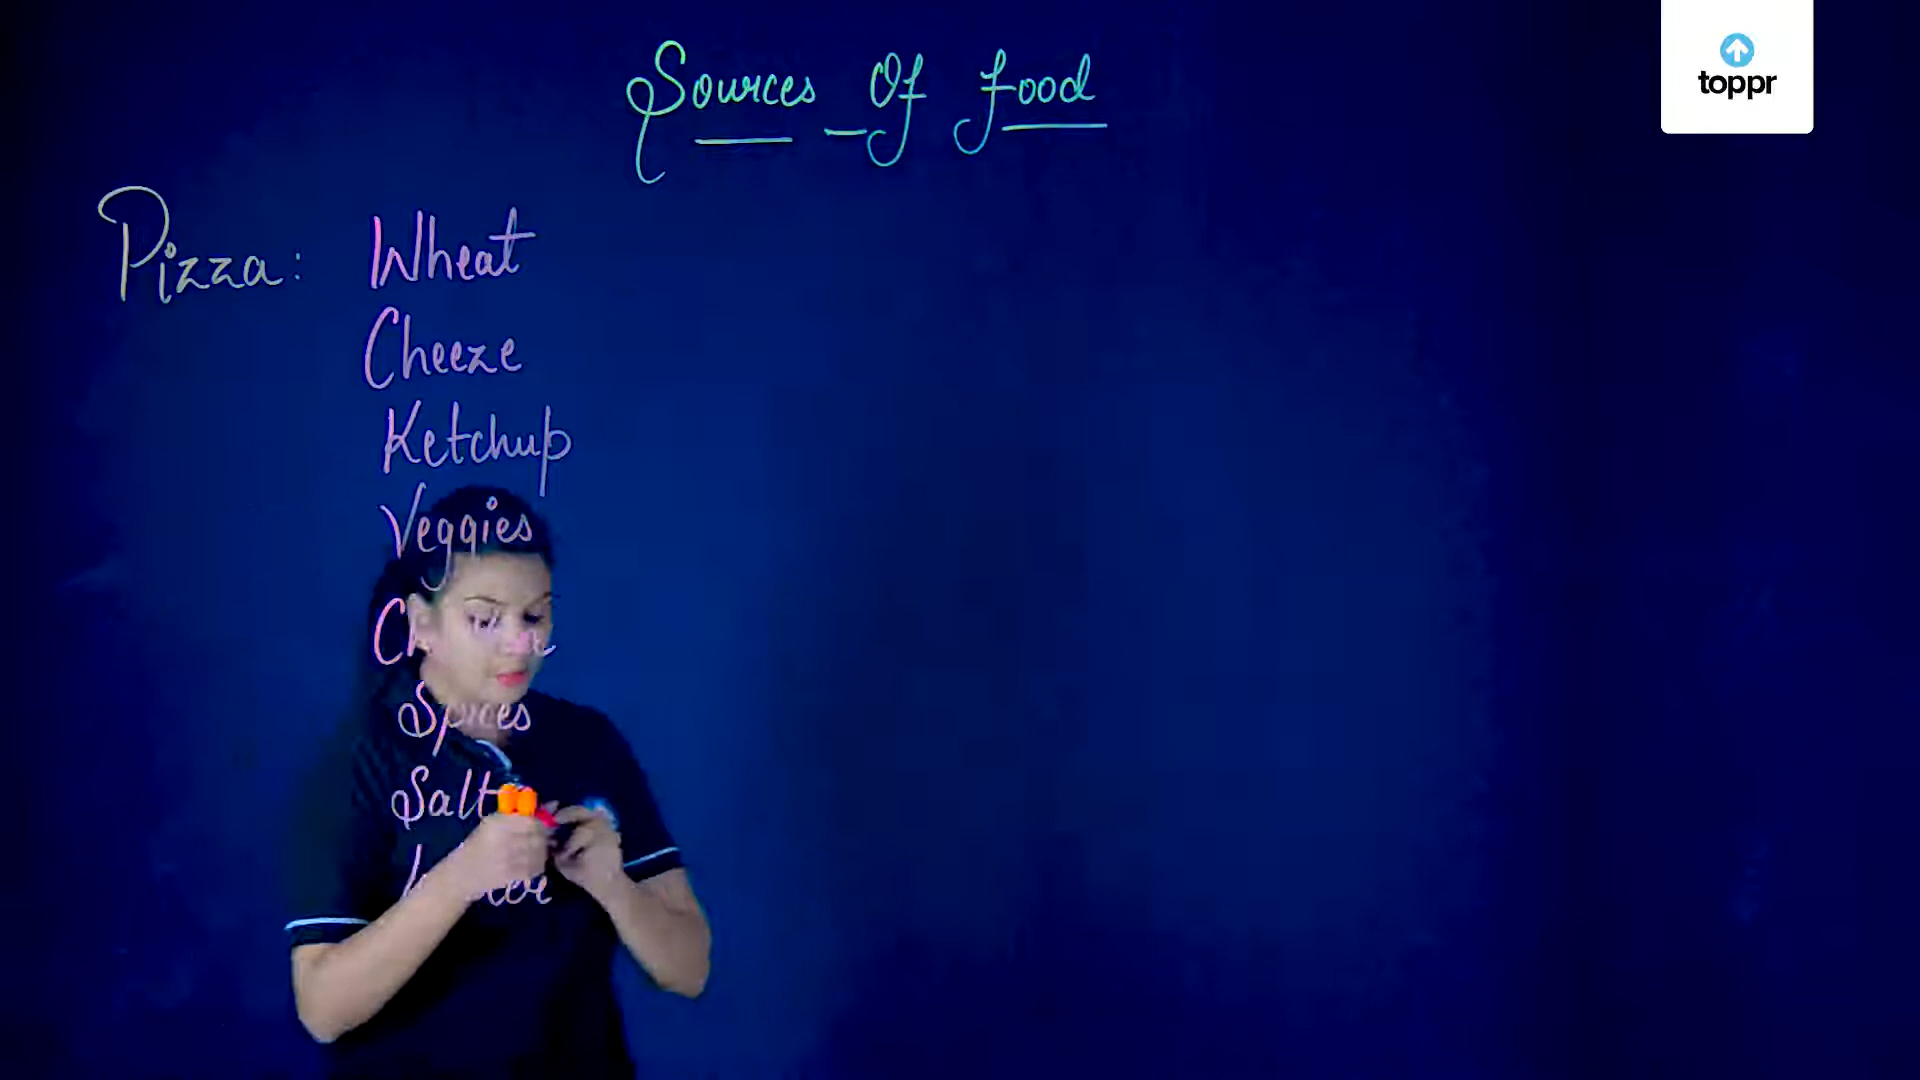 Sources Of food
toppr
Pizza: Wheat
Cheeze
Ketchup
Veggies
Spices
Salt